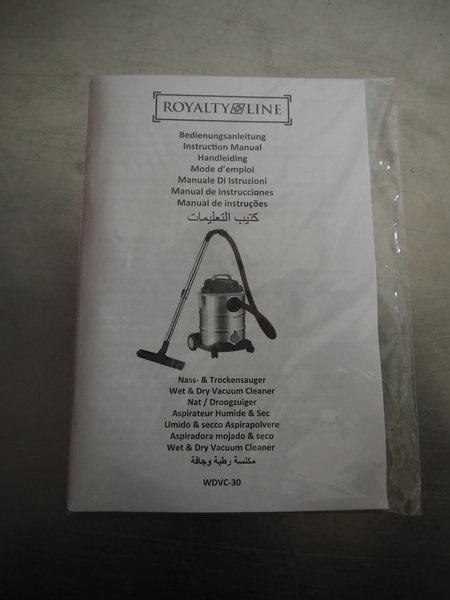 ROYALTY LINE
Bedienungsanleitung
Instruction Manual
Handleiding
Mode d'emploi
Manuale Di Istruzioni
Manual de instrucciones
Manual de instruções
كتيب التعليمات
Nass- & Trockensauger
Wet & Dry Vacuum Cleaner
Nat / Droogzuiger
Aspirateur Humide & Sec
Umido & secco Aspirapolvere
Aspiradora mojado & seco
Wet & Dry Vacuum Cleaner
مكنسة رطبة وجافة
WDVC-30